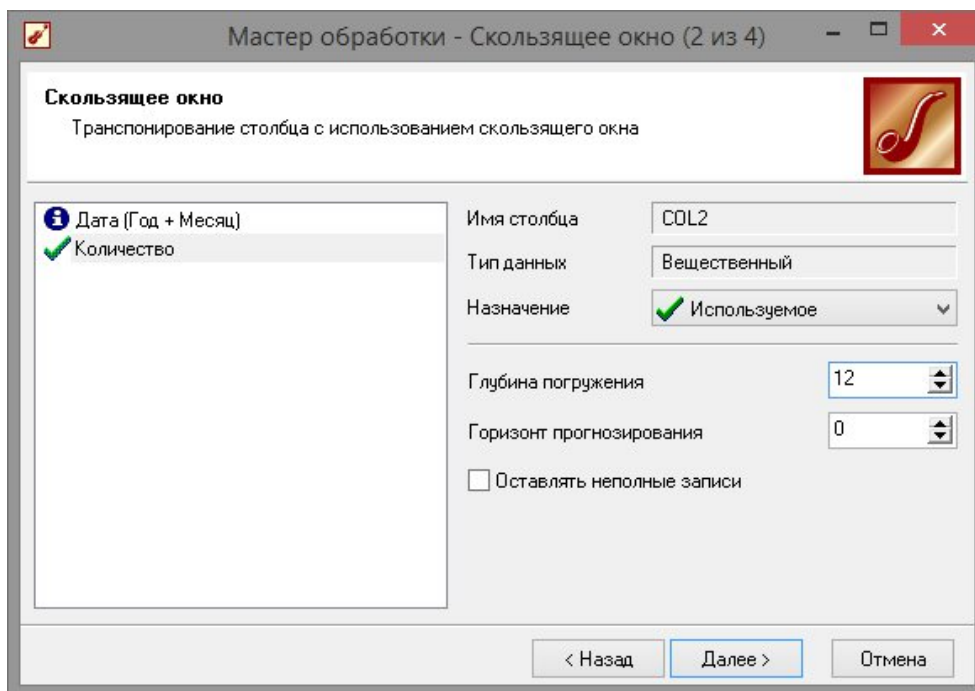 Мастер обработки - Скользящее окно (2 из 4)
Скользящее окно
Транспонирование столбца с использованием скользящего окна
Дата (Год + Месяц)
Количество
Имя столбца
COL2
Тип данных
Вещественный
Назначение
Используемое
Глубина погружения
12
Горизонт прогнозирования
0
Оставлять неполные записи
< Назад
Далее >
Отмена